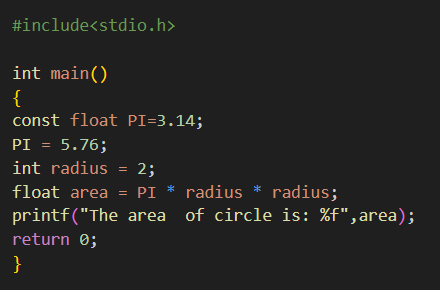 #include<stdio.h>
int main()
{
const float PI=3.14;
PI = 5.76;
int radius = 2;
float area = PI * radius * radius;
printf("The area  of circle is: %f",area);
return 0;
}